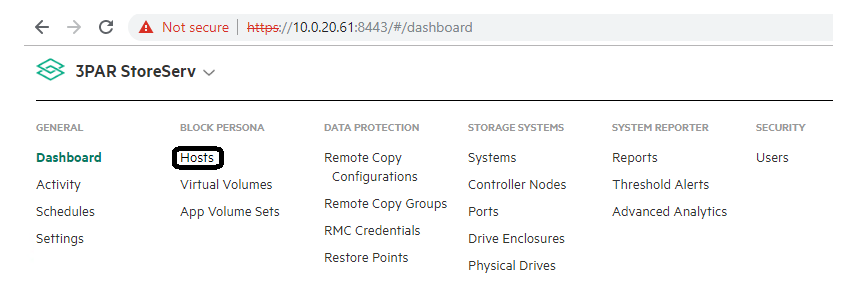 Not secure | https://10.0.20.61:8443/#/dashboard
3PAR StoreServ
GENERAL
Dashboard
Activity
Schedules
Settings
BLOCK PERSONA
Hosts
Virtual Volumes
App Volume Sets
DATA PROTECTION
Remote Copy
Configurations
Remote Copy Groups
RMC Credentials
Restore Points
STORAGE SYSTEMS
Systems
Controller Nodes
Ports
Drive Enclosures
Physical Drives
SYSTEM REPORTER
Reports
Threshold Alerts
Advanced Analytics
SECURITY
Users